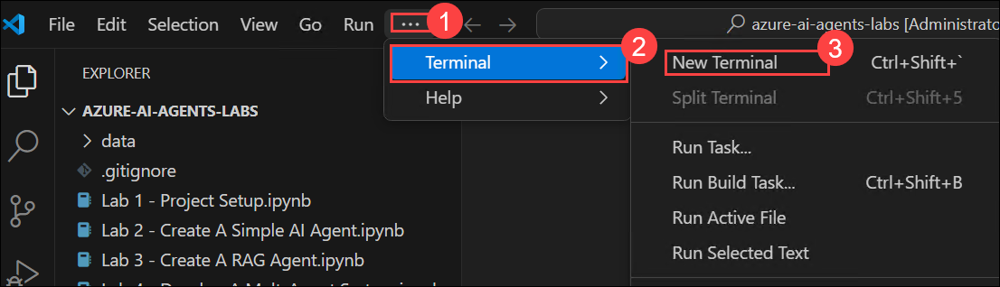 File Edit Selection View Go Run ... 1 azure-ai-agents-labs [Administrato
Terminal 2
Help
New Terminal 3 Ctrl+Shift+`
Split Terminal Ctrl+Shift+5
Run Task...
Run Build Task... Ctrl+Shift+B
Run Active File
Run Selected Text
EXPLORER
AZURE-AI-AGENTS-LABS
data
.gitignore
Lab 1 - Project Setup.ipynb
Lab 2 - Create A Simple AI Agent.ipynb
Lab 3 - Create A RAG Agent.ipynb